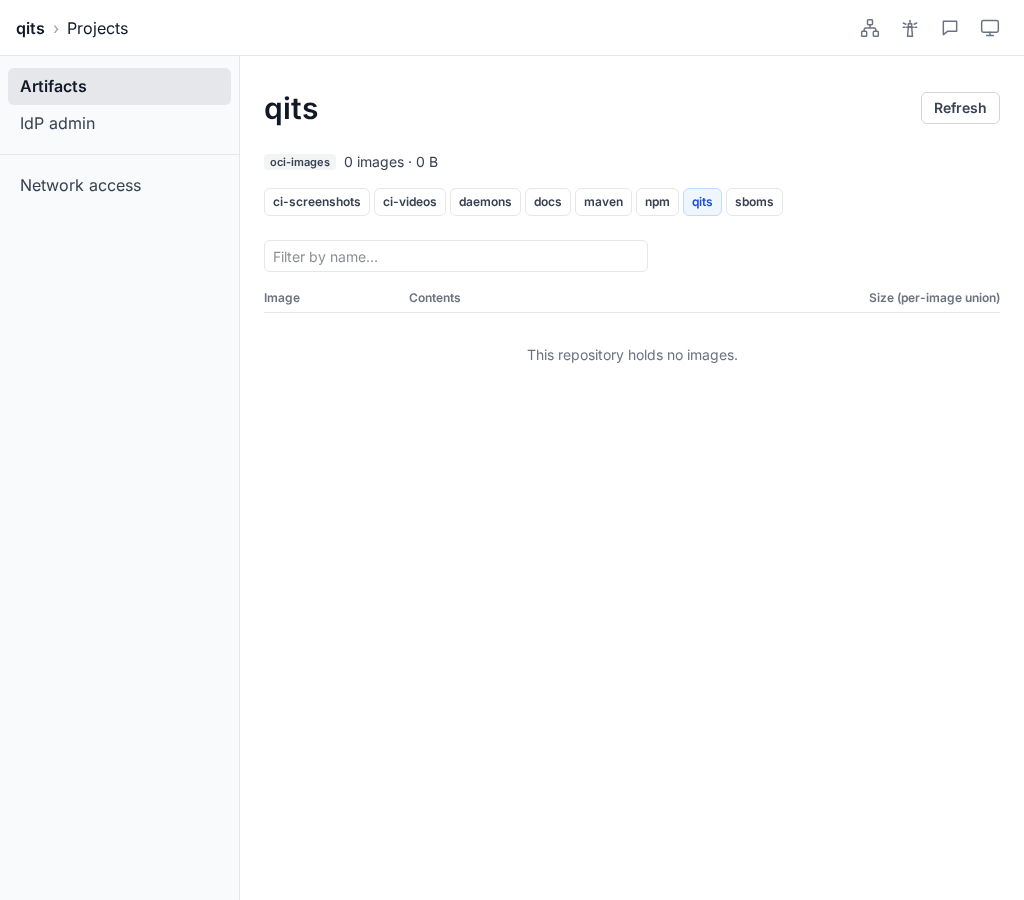 qits › Projects
Artifacts
IdP admin
Network access
qits
Refresh
oci-images 0 images · 0 B
ci-screenshots ci-videos daemons docs maven npm qits sboms
Filter by name...
Image Contents Size (per-image union)
This repository holds no images.